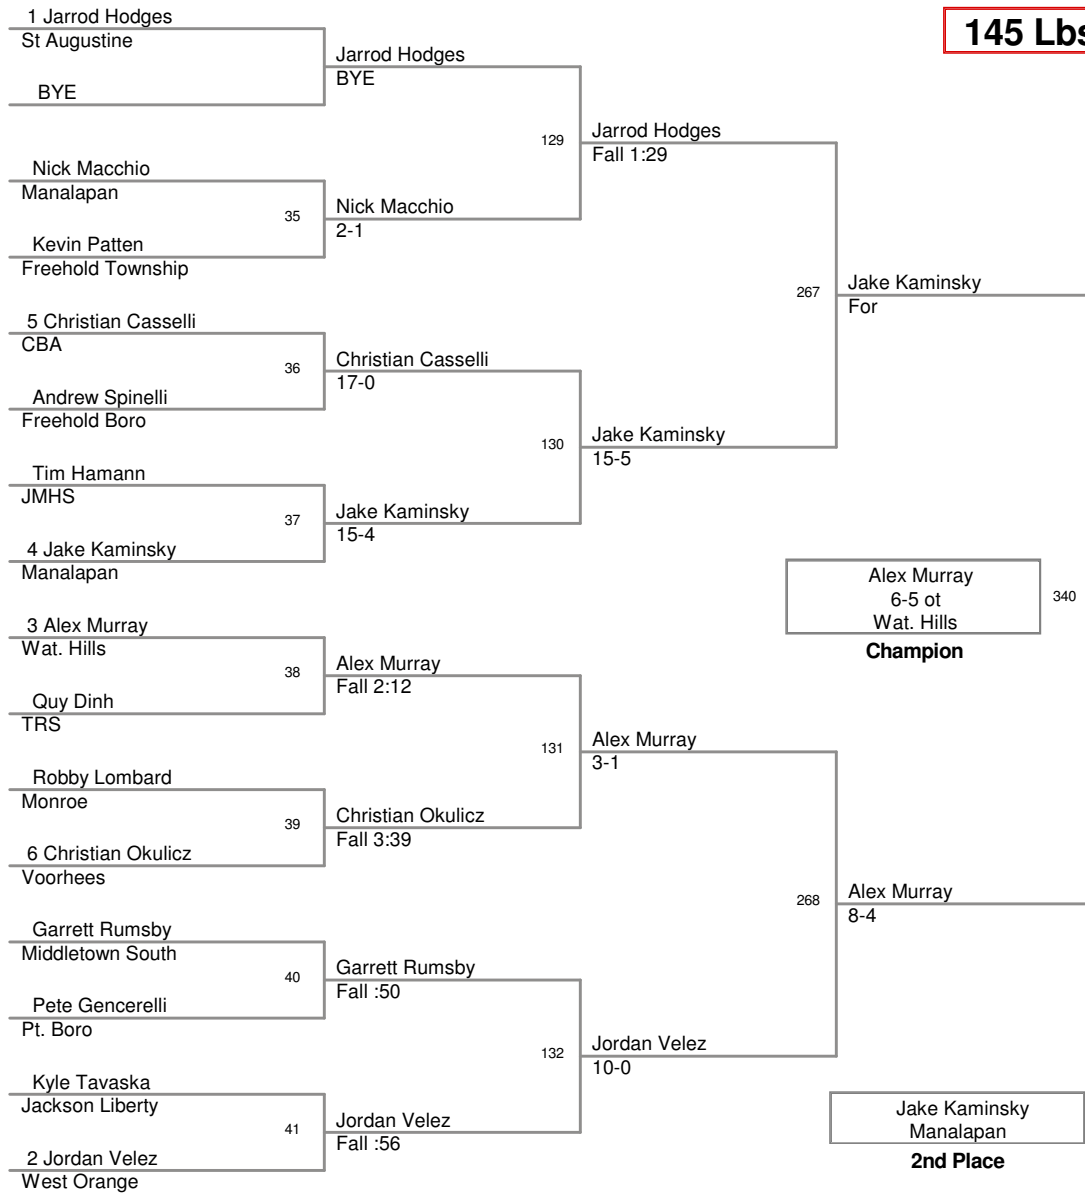 1 Jarrod Hodges
St Augustine
BYE
Nick Macchio
Manalapan
35
Kevin Patten
Freehold Township
5 Christian Casselli
CBA
36
Andrew Spinelli
Freehold Boro
Tim Hamann
JMHS
37
4 Jake Kaminsky
Manalapan
3 Alex Murray
Wat. Hills
38
Quy Dinh
TRS
Robby Lombard
Monroe
39
6 Christian Okulicz
Voorhees
Garrett Rumsby
Middletown South
40
Pete Gencerelli
Pt. Boro
Kyle Tavaska
Jackson Liberty
41
2 Jordan Velez
West Orange
Jarrod Hodges
BYE
129
Nick Macchio
2-1
Christian Casselli
17-0
130
Jake Kaminsky
15-4
Alex Murray
Fall 2:12
131
Christian Okulicz
Fall 3:39
Garrett Rumsby
Fall :50
132
Jordan Velez
Fall :56
Jarrod Hodges
Fall 1:29
267
Jake Kaminsky
15-5
Alex Murray
3-1
268
Jordan Velez
10-0
145 Lbs
Jake Kaminsky
For
Alex Murray
6-5 ot
Wat. Hills
340
Champion
Alex Murray
8-4
Jake Kaminsky
Manalapan
2nd Place